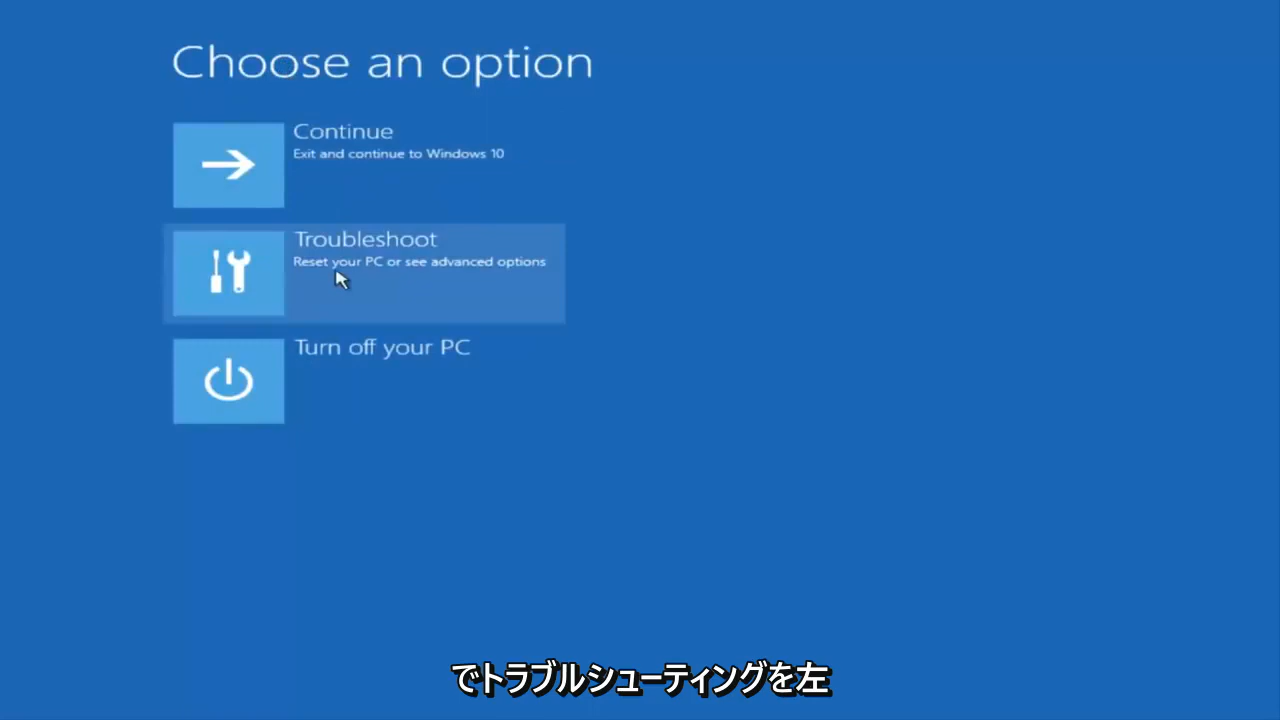 Choose an option
Continue
Exit and continue to Windows 10
Troubleshoot
Reset your PC or see advanced options
Turn off your PC
でトラブルシューティングを左